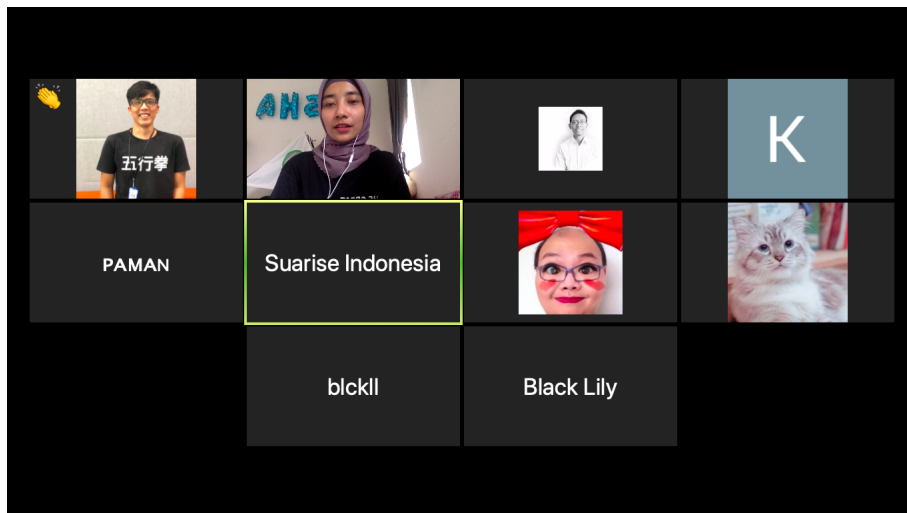 五行拳
K
PAMAN
Suarise Indonesia
blckll
Black Lily